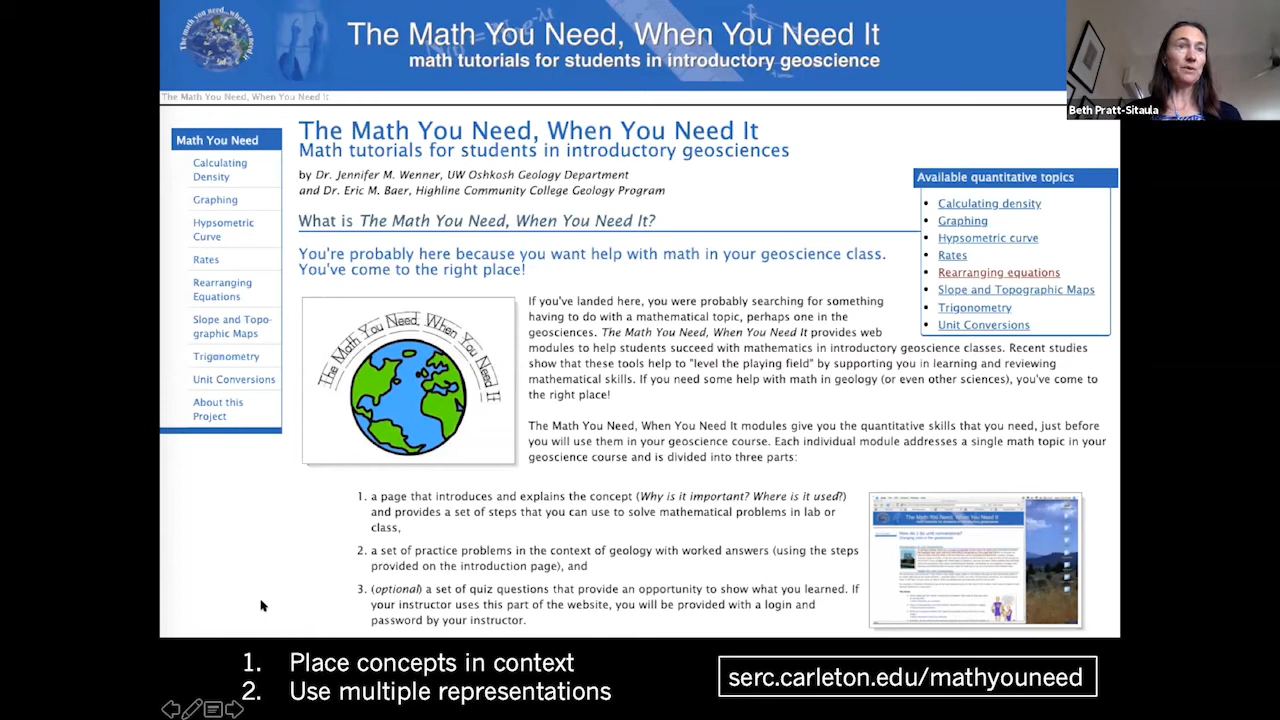 The Math You Need, When You Need It
math tutorials for students in introductory geoscience
the math you need...when you need it
Beth Pratt-Sitaula
The Math You Need, When You Need It
Math You Need
Calculating
Density
Graphing
Hypsometric
Curve
Rates
Rearranging
Equations
Slope and Topo-
graphic Maps
Trigonometry
Unit Conversions
About this
Project
The Math You Need, When You Need It
Math tutorials for students in introductory geosciences
by Dr. Jennifer M. Wenner, UW Oshkosh Geology Department
and Dr. Eric M. Baer, Highline Community College Geology Program
What is The Math You Need, When You Need It?
You're probably here because you want help with math in your geoscience class.
You've come to the right place!
Available quantitative topics
Calculating density
Graphing
Hypsometric curve
Rates
Rearranging equations
Slope and Topographic Maps
Trigonometry
Unit Conversions
The Math You Need, When You Need It
If you've landed here, you were probably searching for something
having to do with a mathematical topic, perhaps one in the
geosciences. The Math You Need, When You Need It provides web
modules to help students succeed with mathematics in introductory geoscience classes. Recent studies
show that these tools help to "level the playing field" by supporting you in learning and reviewing
mathematical skills. If you need some help with math in geology (or even other sciences), you've come to
the right place!
The Math You Need, When You Need It modules give you the quantitative skills that you need, just before
you will use them in your geoscience course. Each individual module addresses a single math topic in your
geoscience course and is divided into three parts:
1. a page that introduces and explains the concept (Why is it important? Where is it used?)
and provides a set of steps that you can use to solve mathematical problems in lab or
class,
2. a set of practice problems in the context of geology with worked answers (using the steps
provided on the introduction page), and
3. (optional) a set of quiz questions that provide an opportunity to show what you learned. If
your instructor uses this part of the website, you will be provided with a login and
password by your instructor.
The Math You Need, When You Need It
1. Place concepts in context
2. Use multiple representations
serc.carleton.edu/mathyouneed